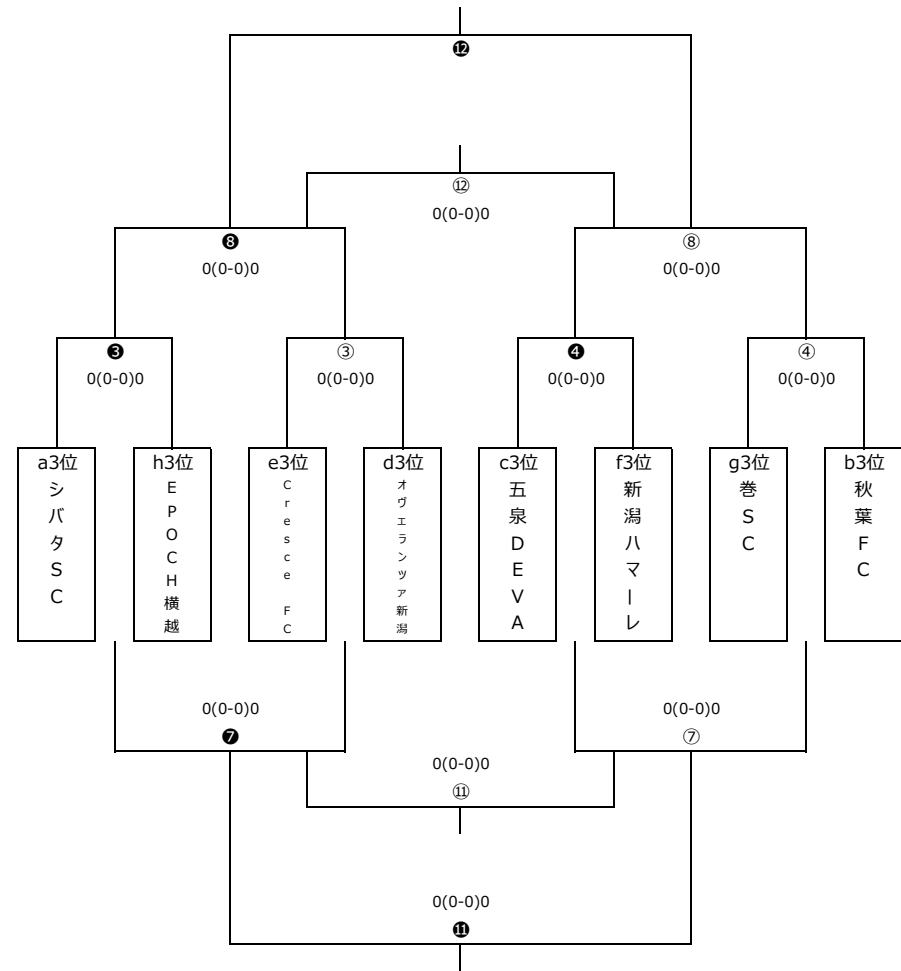 ⓬
⑫
0(0-0)0
❽
0(0-0)0
⑧
0(0-0)0
❸
0(0-0)0
③
0(0-0)0
❹
0(0-0)0
④
0(0-0)0
a3位
シバタSC
h3位
EPOCH横越
e3位
Cresce FC
d3位
オヴェランツァ新潟
c3位
五泉DEVA
f3位
新潟ハマーレ
g3位
巻SC
b3位
秋葉FC
0(0-0)0
❼
0(0-0)0
⑦
0(0-0)0
⑪
0(0-0)0
⓫